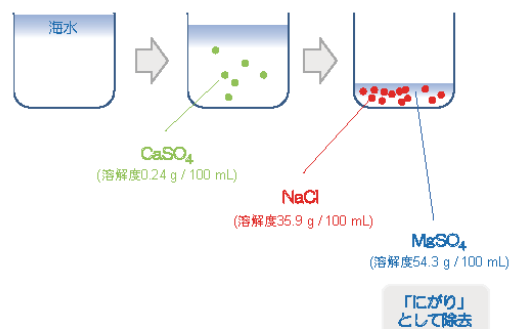 海水
CaSO₄
(溶解度0.24 g / 100 mL)
NaCl
(溶解度35.9 g / 100 mL)
MgSO₄
(溶解度54.3 g / 100 mL)
「にがり」
として除去